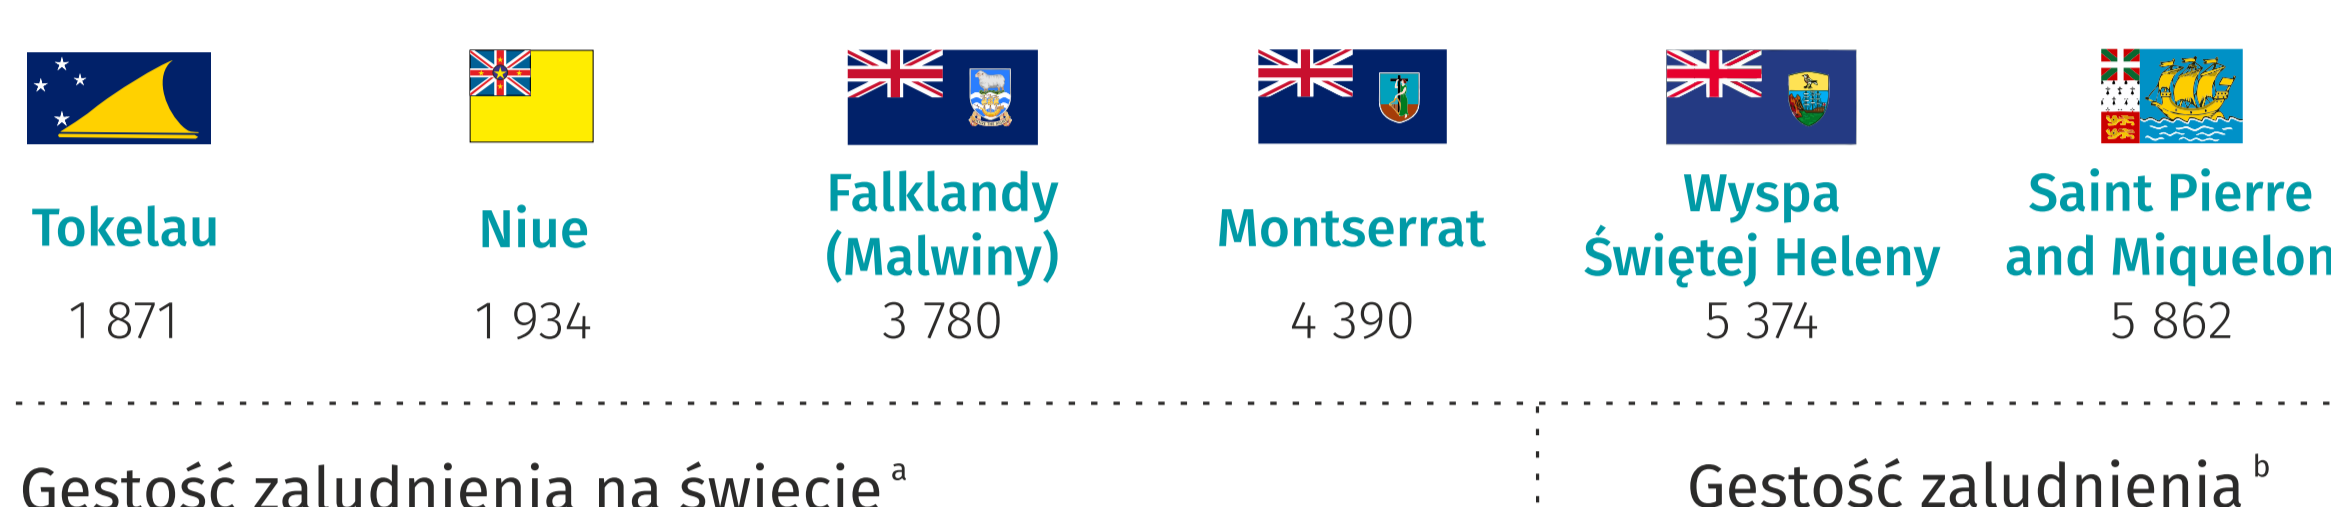 Tokelau
1 871
Niue
1 934
Falklandy
(Malwiny)
3 780
Montserrat
4 390
Wyspa
Świętej Heleny
5 374
Saint Pierre
and Miquelon
5 862
Gęstość zaludnienia na świecie a
Gęstość zaludnienia b